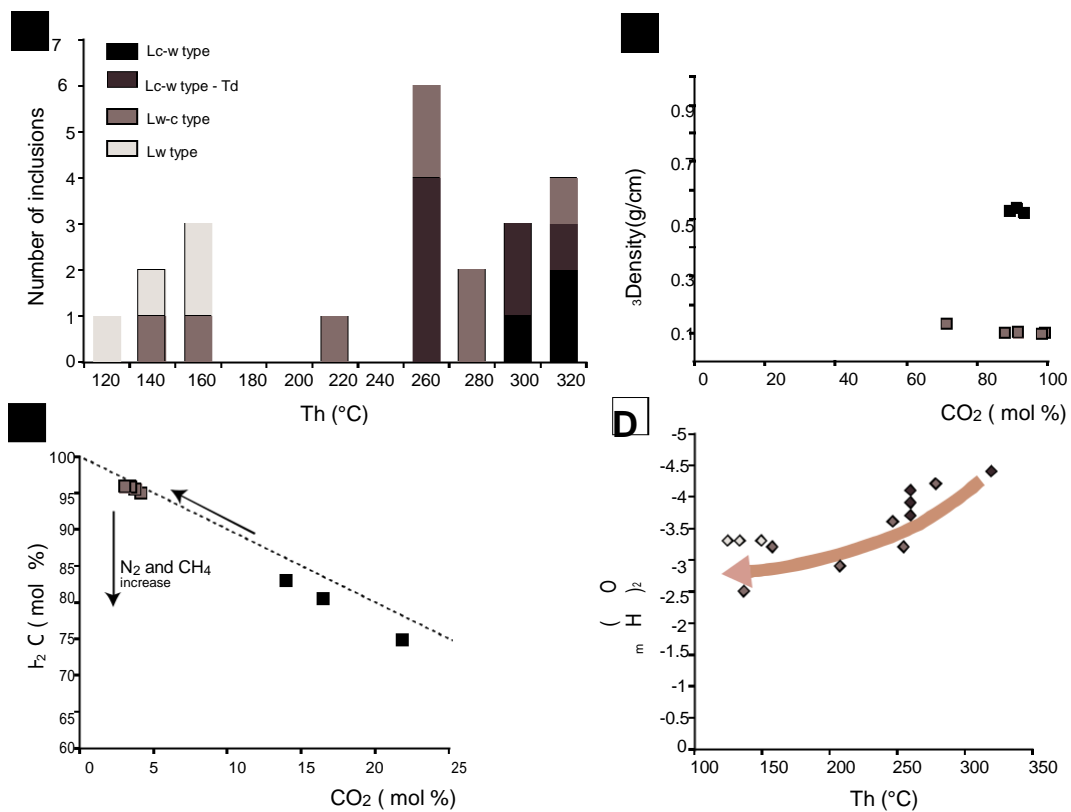 7
6
5
4
3
2
1
0
Number of inclusions
Lc-w type
Lc-w type - Td
Lw-c type
Lw type
120 140 160 180 200 220 240 260 280 300 320
Th (°C)
0.9
0.7
0.5
0.3
0.1
3Density(g/cm)
0 20 40 60 80 100
CO2 ( mol %)
100
95
90
85
80
75
70
65
60
2 C ( mol %)
N2 and CH4
increase
0 5 10 15 20 25
CO2 ( mol %)
D
-5
-4.5
-4
-3.5
-3
-2.5
-2
-1.5
-1
-0.5
0
m ( H O )2
100 150 200 250 300 350
Th (°C)